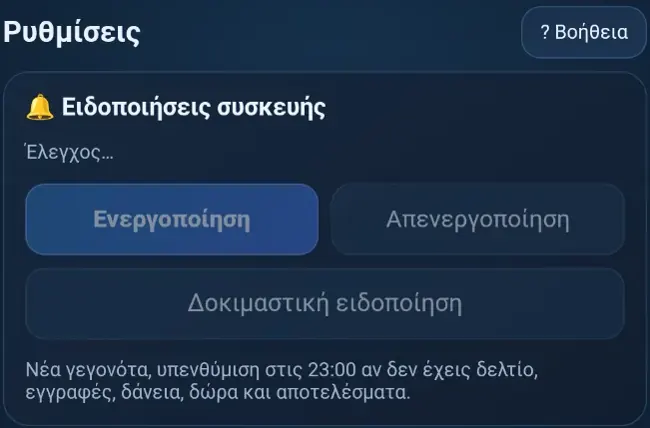 Ρυθμίσεις
? Βοήθεια
🔔 Ειδοποιήσεις συσκευής
Έλεγχος…
Ενεργοποίηση
Απενεργοποίηση
Δοκιμαστική ειδοποίηση
Νέα γεγονότα, υπενθύμιση στις 23:00 αν δεν έχεις δελτίο,
εγγραφές, δάνεια, δώρα και αποτελέσματα.